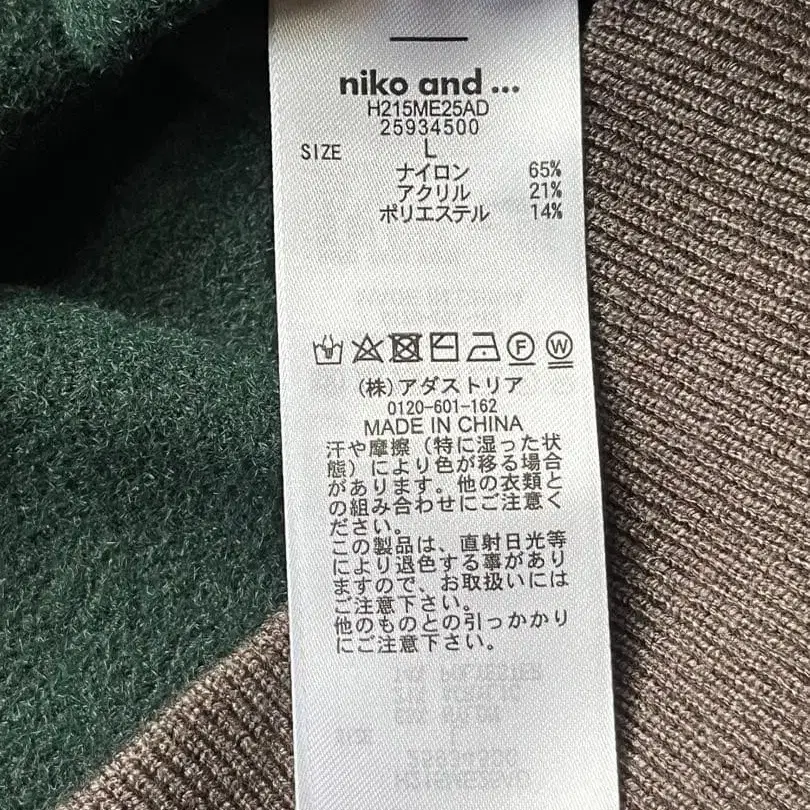 niko and ...
H215ME25AD
25934500
SIZE L
ナイロン 65%
アクリル 21%
ポリエステル 14%
F W
(株)アダストリア
0120-601-162
MADE IN CHINA
汗や摩擦（特に湿った状
態）により色が移る場合
があります。他の衣類と
の組み合わせにご注意く
ださい。
この製品は、直射日光等
により退色する事があり
ますので、お取扱いには
ご注意下さい。
他のものとの引っかかり
にご注意下さい。